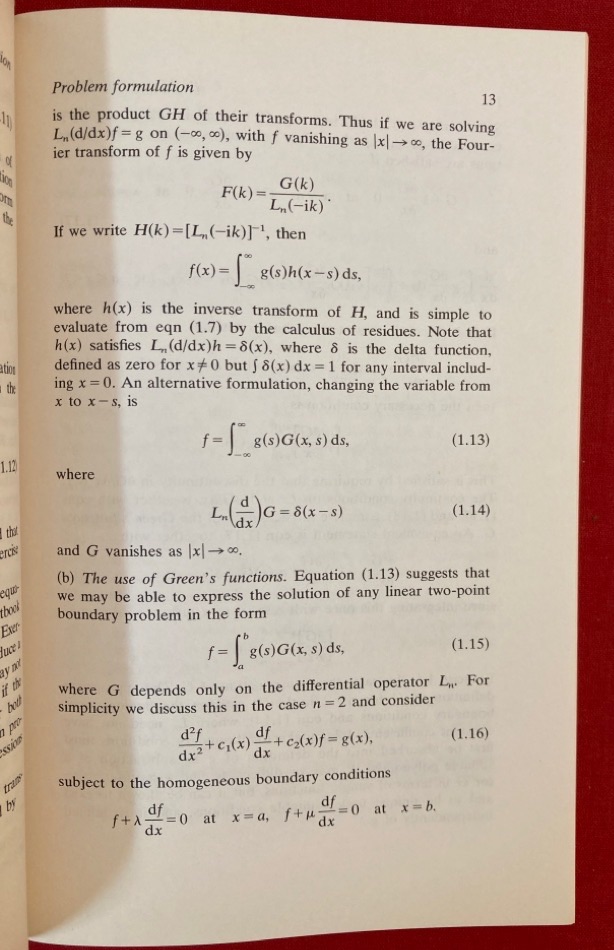 Problem formulation
13
is the product GH of their transforms. Thus if we are solving
Lₙ(d/dx)f = g on (−∞, ∞), with f vanishing as |x| → ∞, the Four-
ier transform of f is given by
F(k) = G(k) / Lₙ(−ik) .
If we write H(k) = [Lₙ(−ik)]⁻¹, then
f(x) = ∫_{−∞}^{∞} g(s)h(x − s) ds,
where h(x) is the inverse transform of H, and is simple to
evaluate from eqn (1.7) by the calculus of residues. Note that
h(x) satisfies Lₙ(d/dx)h = δ(x), where δ is the delta function,
defined as zero for x ≠ 0 but ∫ δ(x) dx = 1 for any interval includ-
ing x = 0. An alternative formulation, changing the variable from
x to x − s, is
f = ∫_{−∞}^{∞} g(s)G(x, s) ds, (1.13)
where
Lₙ(d/dx)G = δ(x − s) (1.14)
and G vanishes as |x| → ∞.
(b) The use of Green's functions. Equation (1.13) suggests that
we may be able to express the solution of any linear two-point
boundary problem in the form
f = ∫_a^b g(s)G(x, s) ds, (1.15)
where G depends only on the differential operator Lₙ. For
simplicity we discuss this in the case n = 2 and consider
d²f/dx² + c₁(x) df/dx + c₂(x)f = g(x), (1.16)
subject to the homogeneous boundary conditions
f + λ df/dx = 0 at x = a, f + μ df/dx = 0 at x = b.